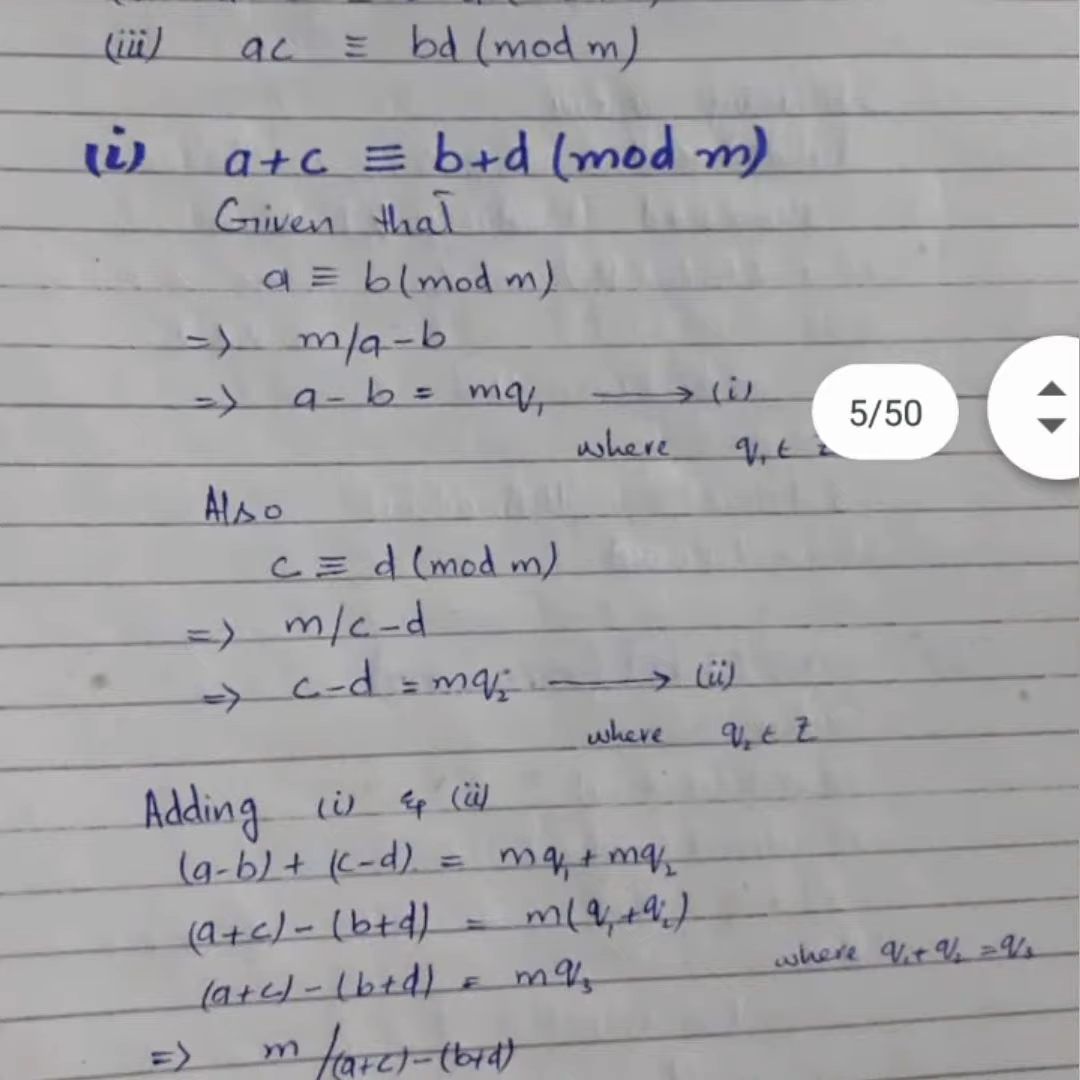 (iii) ac ≡ bd (mod m)
(i) a+c ≡ b+d (mod m)
Given that
a ≡ b (mod m)
=> m/a-b
=> a-b = mq₁ ⟶ (i)
where q₁ ∈
5/50
Also
c ≡ d (mod m)
=> m/c-d
=> c-d = mq₂ ⟶ (ii)
where q₂ ∈ Z
Adding (i) & (ii)
(a-b) + (c-d) = mq₁ + mq₂
(a+c) - (b+d) = m(q₁+q₂)
(a+c) - (b+d) = mq₃ where q₁+q₂ = q₃
=> m/(a+c)-(b+d)